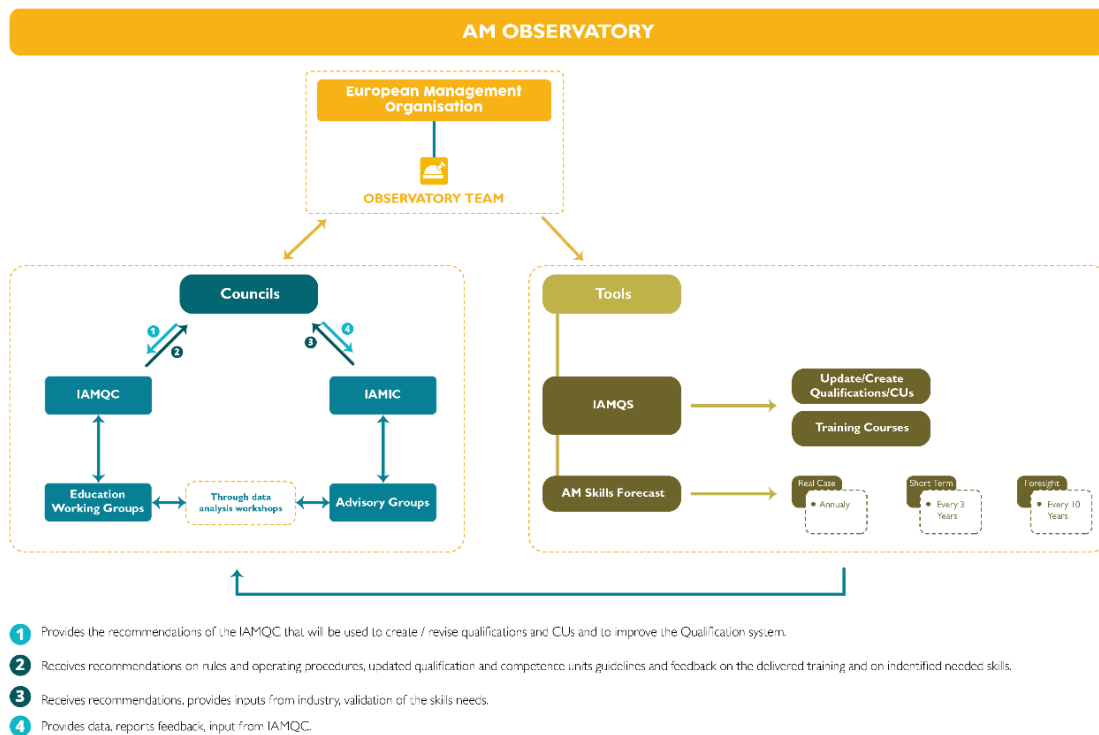 AM OBSERVATORY
European Management
Organisation
OBSERVATORY TEAM
Councils
1
2
3
4
IAMQC
IAMIC
Education
Working Groups
Through data
analysis workshops
Advisory Groups
Tools
IAMQS
Update/Create
Qualifications/CUs
Training Courses
AM Skills Forecast
Real Case
• Annualy
Short Term
• Every 3
Years
Foresight
• Every 10
Years
1 Provides the recommendations of the IAMQC that will be used to create / revise qualifications and CUs and to improve the Qualification system.
2 Receives recommendations on rules and operating procedures, updated qualification and competence units guidelines and feedback on the delivered training and on indentified needed skills.
3 Receives recommendations, provides inputs from industry, validation of the skills needs.
4 Provides data, reports feedback, input from IAMQC.